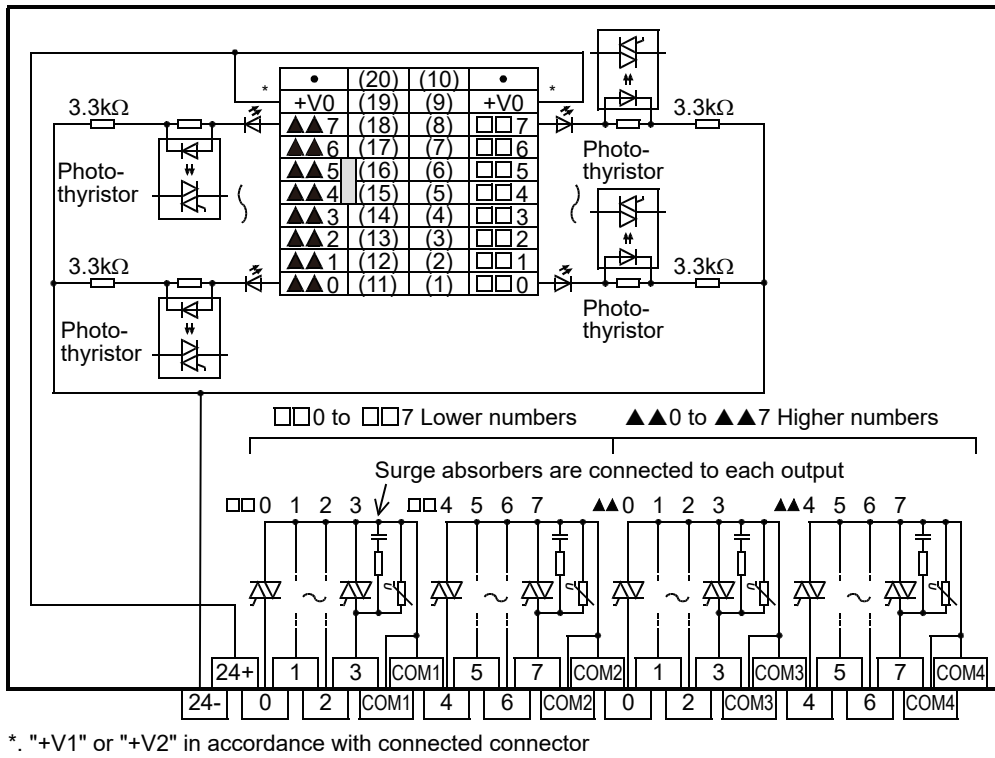 • (20) (10) •
* +V0 (19) (9) +V0 *
3.3kΩ ▲▲7 (18) (8) □□7 3.3kΩ
▲▲6 (17) (7) □□6
▲▲5 (16) (6) □□5
▲▲4 (15) (5) □□4
▲▲3 (14) (4) □□3
▲▲2 (13) (3) □□2
▲▲1 (12) (2) □□1
3.3kΩ ▲▲0 (11) (1) □□0 3.3kΩ
Photo-
thyristor
Photo-
thyristor
Photo-
thyristor
Photo-
thyristor
□□0 to □□7 Lower numbers ▲▲0 to ▲▲7 Higher numbers
Surge absorbers are connected to each output
□□0 1 2 3 □□4 5 6 7 ▲▲0 1 2 3 ▲▲4 5 6 7
24+ 1 3 COM1 5 7 COM2 1 3 COM3 5 7 COM4
24- 0 2 COM1 4 6 COM2 0 2 COM3 4 6 COM4
*. "+V1" or "+V2" in accordance with connected connector